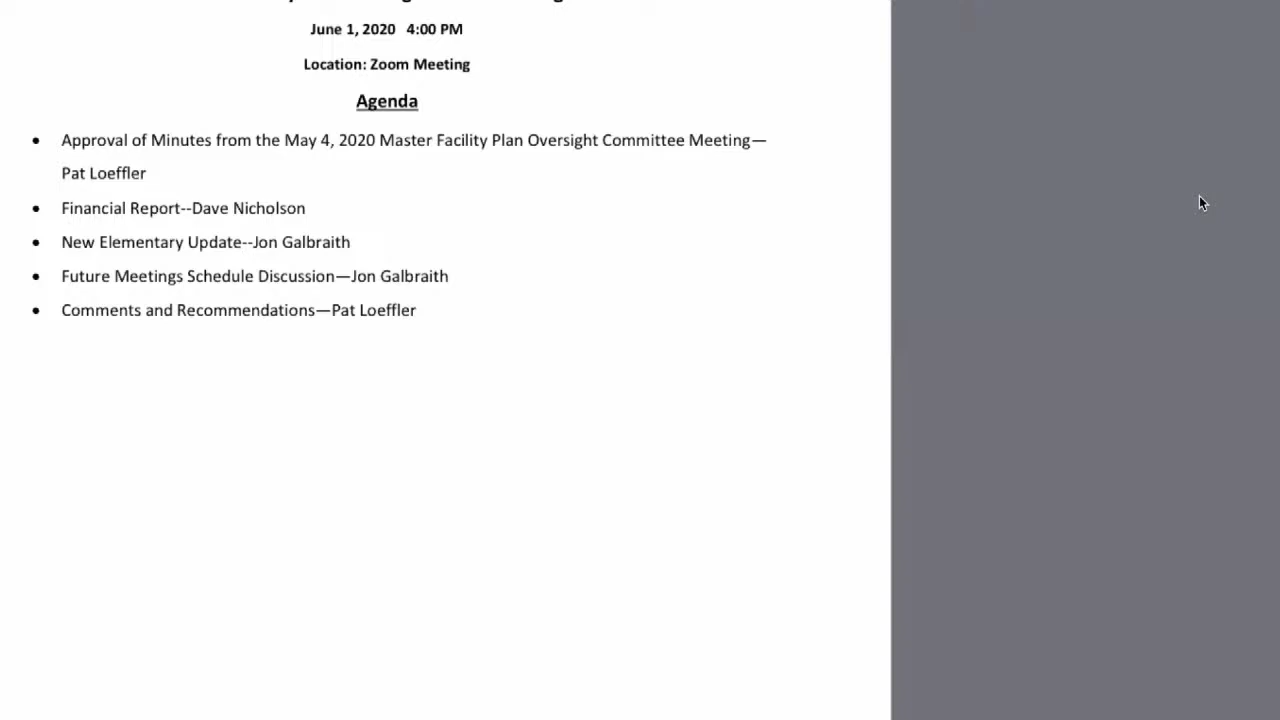 June 1, 2020 4:00 PM
Location: Zoom Meeting
Agenda
• Approval of Minutes from the May 4, 2020 Master Facility Plan Oversight Committee Meeting—
Pat Loeffler
• Financial Report--Dave Nicholson
• New Elementary Update--Jon Galbraith
• Future Meetings Schedule Discussion—Jon Galbraith
• Comments and Recommendations—Pat Loeffler